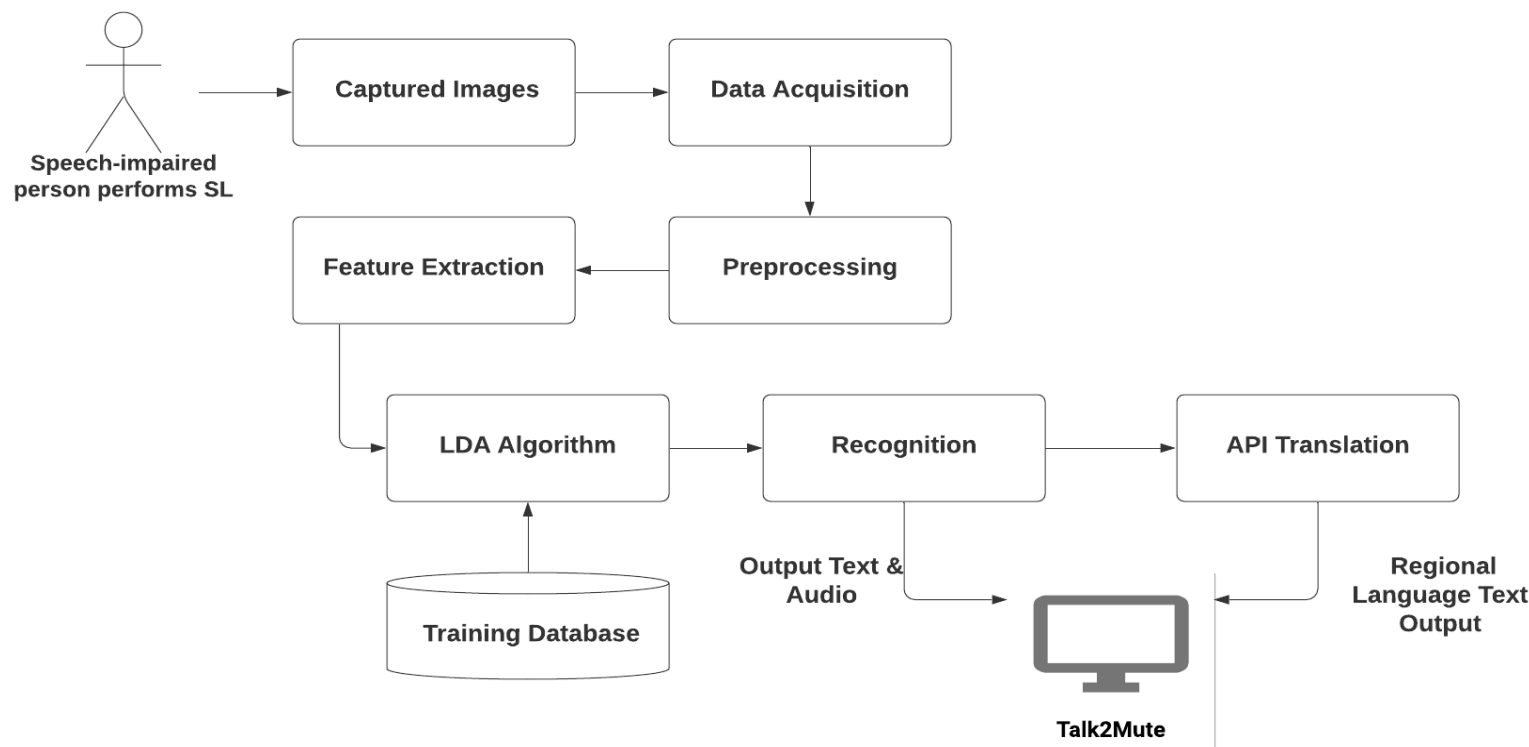 Speech-impaired
person performs SL
Captured Images
Data Acquisition
Feature Extraction
Preprocessing
LDA Algorithm
Recognition
API Translation
Output Text &
Audio
Regional
Language Text
Output
Training Database
Talk2Mute